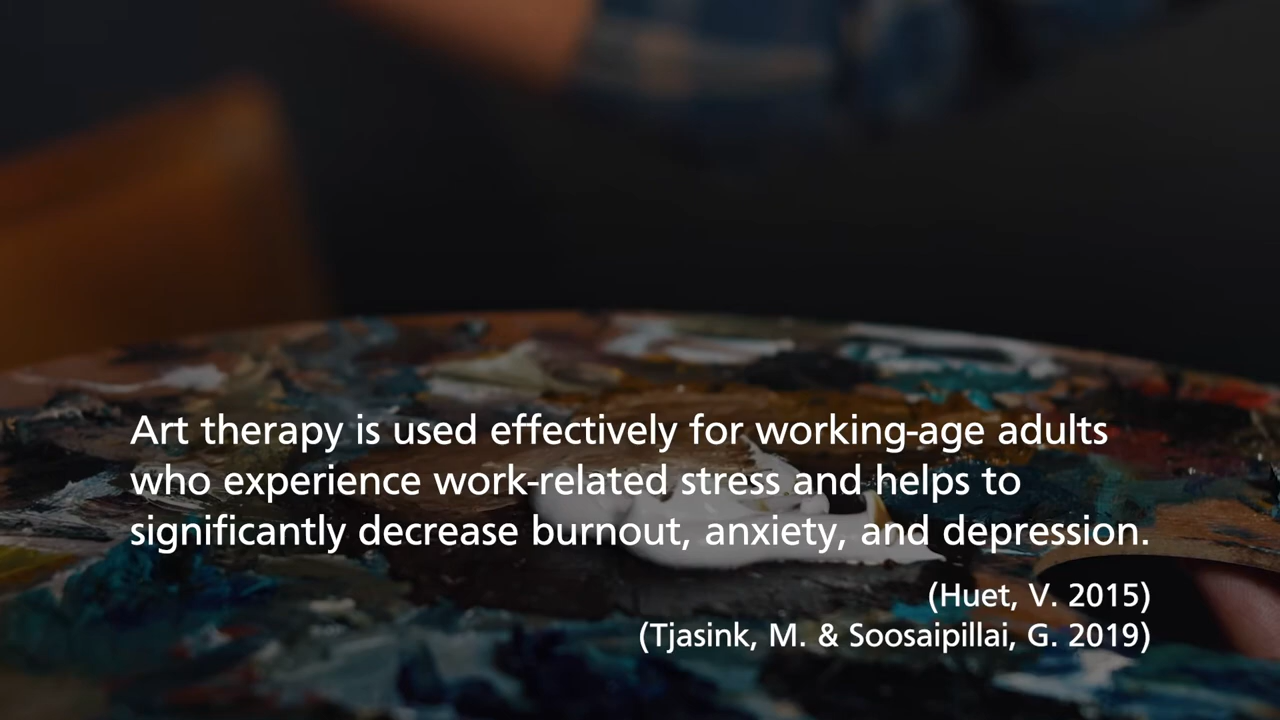 Art therapy is used effectively for working-age adults
who experience work-related stress and helps to
significantly decrease burnout, anxiety, and depression.
(Huet, V. 2015)
(Tjasink, M. & Soosaipillai, G. 2019)